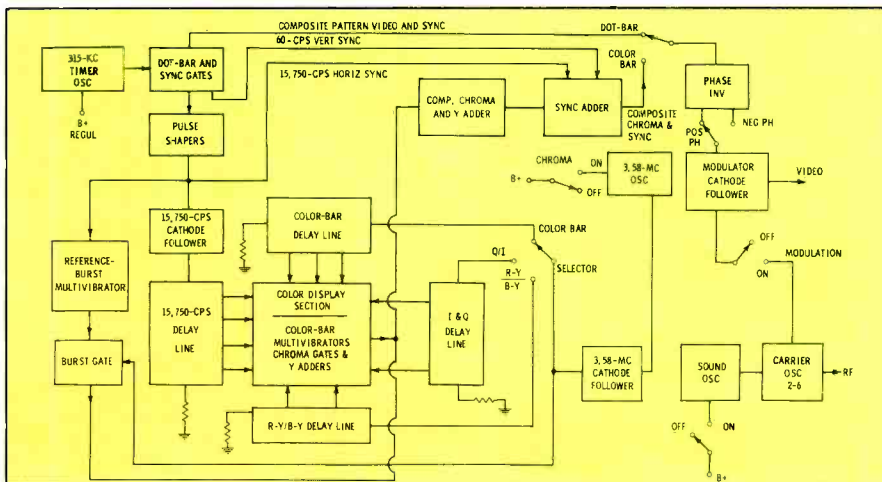 COMPOSITE PATTERN VIDEO AND SYNC
DOT-BAR
60-CPS VERT SYNC
315-KC
TIMER
OSC
DOT-BAR AND
SYNC GATES
COLOR
BAR
PHASE
INV
15,750-CPS HORIZ SYNC
B+
REGUL
PULSE
SHAPERS
COMP, CHROMA
AND Y ADDER
SYNC ADDER
COMPOSITE
CHROMA &
SYNC
POS
PH
NEG PH
CHROMA
ON
B+
OFF
3.58-MC
OSC
MODULATOR
CATHODE
FOLLOWER
VIDEO
15,750-CPS
CATHODE
FOLLOWER
COLOR-BAR
DELAY LINE
REFERENCE-
BURST
MULTIVIBRATOR
COLOR BAR
Q/I
SELECTOR
R-Y
B-Y
OFF
MODULATION
ON
15,750-CPS
DELAY
LINE
COLOR DISPLAY
SECTION
COLOR-BAR
MULTIVIBRATORS
CHROMA GATES &
Y ADDERS
I & Q
DELAY
LINE
BURST GATE
3.58-MC
CATHODE
FOLLOWER
SOUND
OSC
CARRIER
OSC
2-6
RF
R-Y/B-Y DELAY LINE
OFF
ON
B+